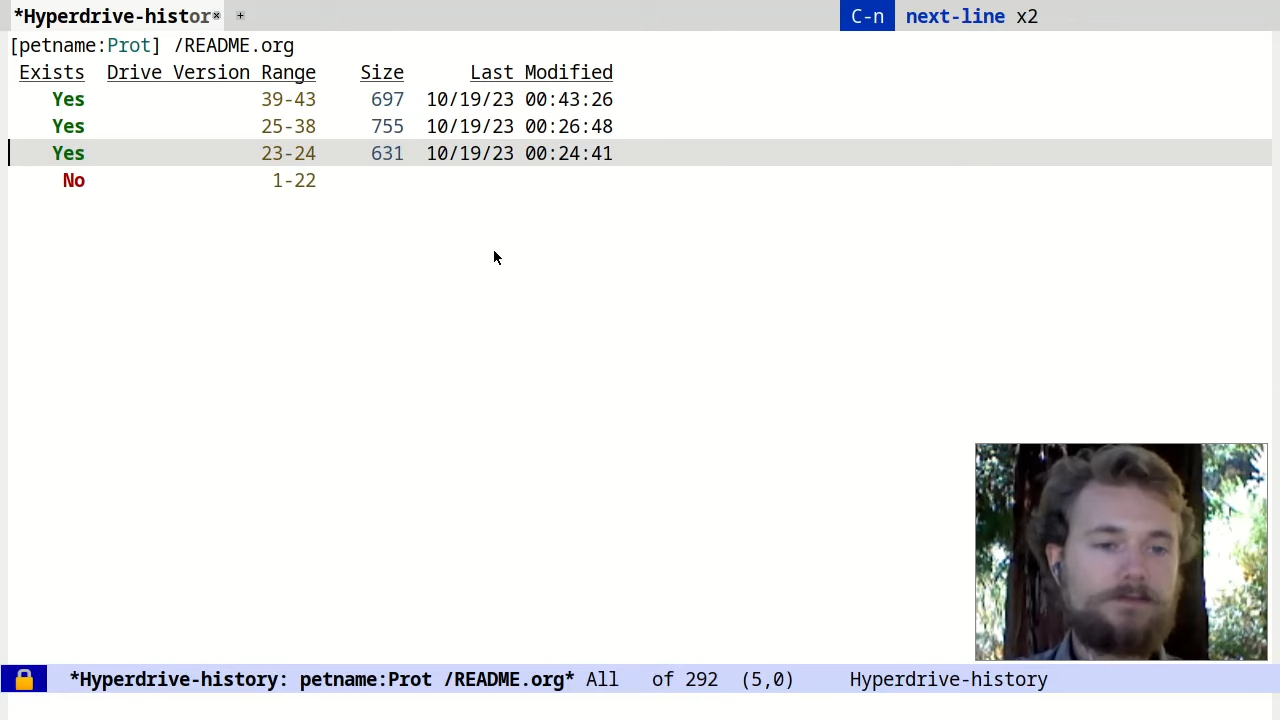 *Hyperdrive-histor× + C-n next-line x2
[petname:Prot] /README.org
Exists Drive Version Range Size Last Modified
Yes 39-43 697 10/19/23 00:43:26
Yes 25-38 755 10/19/23 00:26:48
Yes 23-24 631 10/19/23 00:24:41
No 1-22
*Hyperdrive-history: petname:Prot /README.org* All of 292 (5,0) Hyperdrive-history